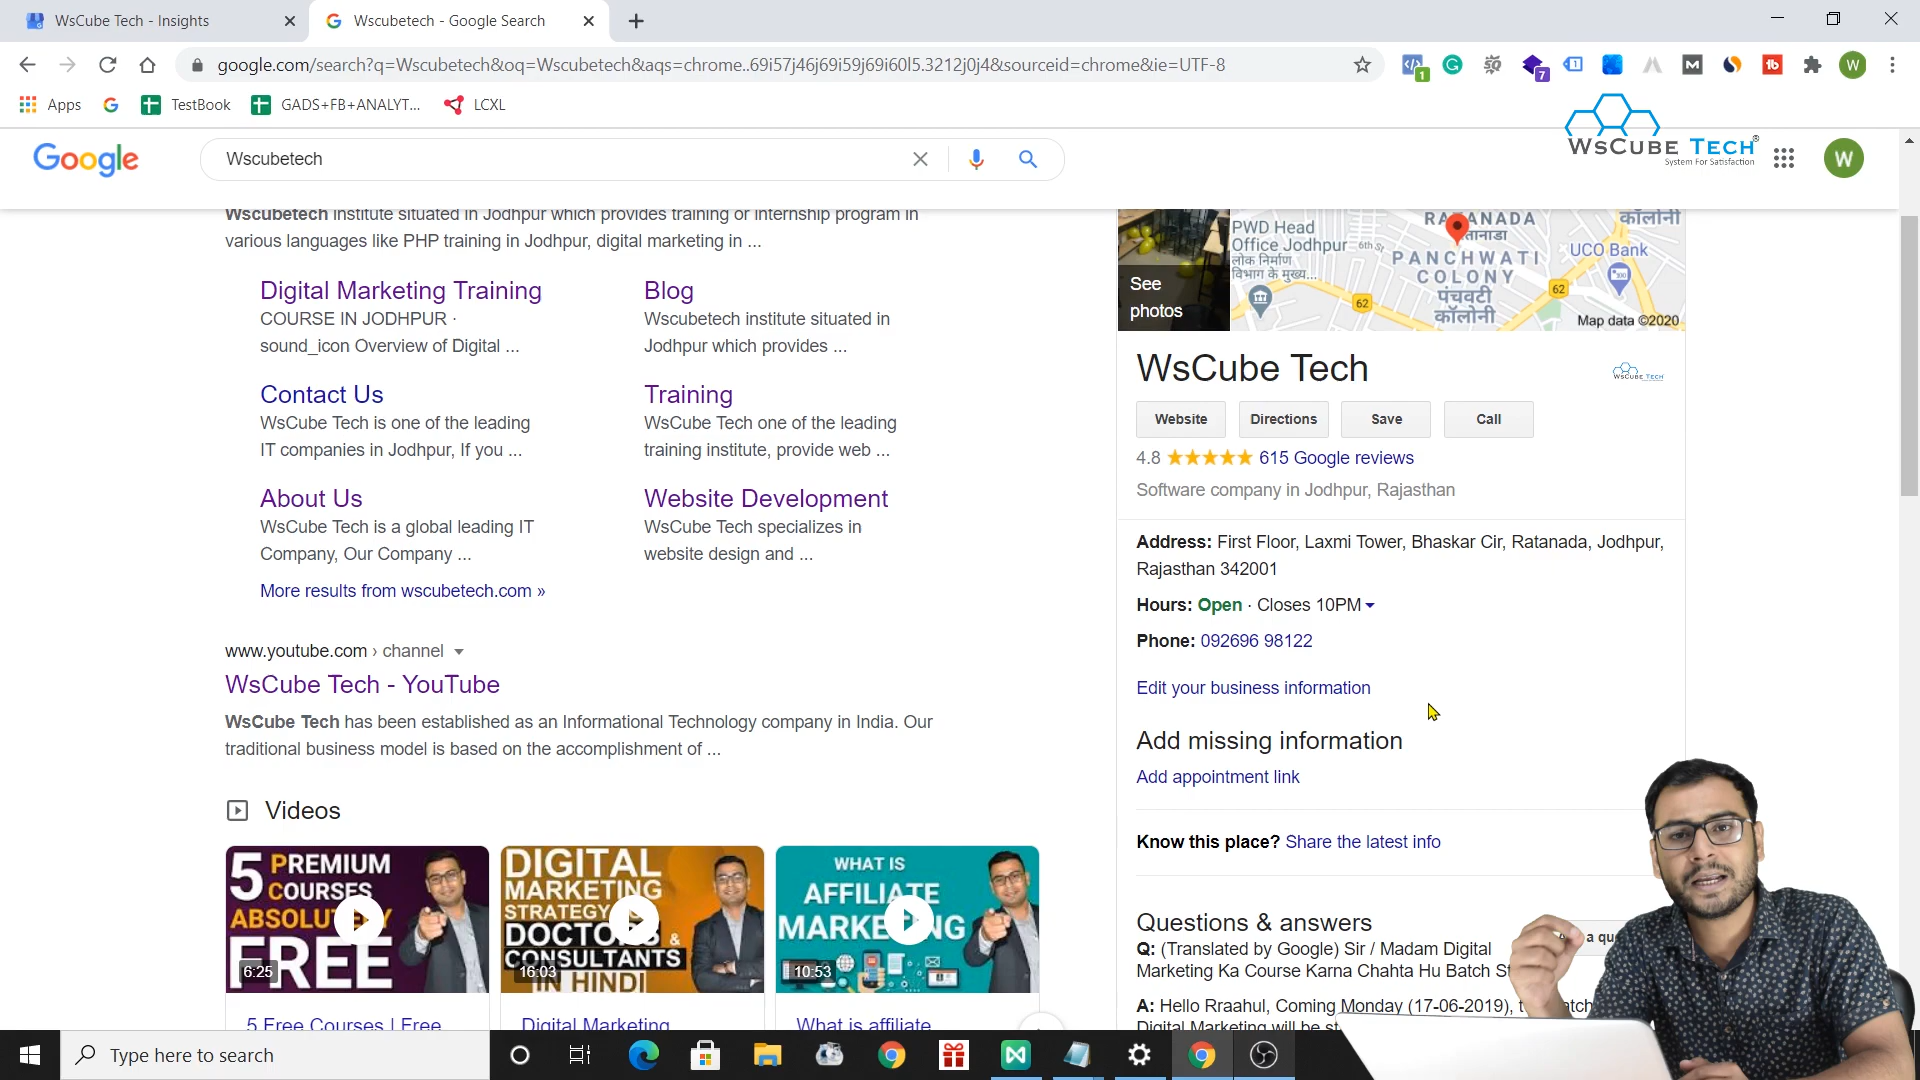 WsCube Tech - Insights
Wscubetech - Google Search
google.com/search?q=Wscubetech&oq=Wscubetech&aqs=chrome..69i57j46j69i59j69i60l5.3212j0j4&sourceid=chrome&ie=UTF-8
1
7
W
Apps
TestBook
GADS+FB+ANALYT...
LCXL
Google
Wscubetech
WsCube Tech®
System For Satisfaction
W
Wscubetech institute situated in Jodhpur which provides training or internship program in
various languages like PHP training in Jodhpur, digital marketing in ...
Digital Marketing Training
COURSE IN JODHPUR ·
sound_icon Overview of Digital ...
Blog
Wscubetech institute situated in
Jodhpur which provides ...
Contact Us
WsCube Tech is one of the leading
IT companies in Jodhpur, If you ...
Training
WsCube Tech one of the leading
training institute, provide web ...
About Us
WsCube Tech is a global leading IT
Company, Our Company ...
Website Development
WsCube Tech specializes in
website design and ...
More results from wscubetech.com »
www.youtube.com › channel
WsCube Tech - YouTube
WsCube Tech has been established as an Informational Technology company in India. Our
traditional business model is based on the accomplishment of ...
Videos
5 PREMIUM
COURSES
ABSOLUTELY
FREE
6:25
DIGITAL
MARKETING
STRATEGY
DOCTORS &
CONSULTANTS
IN HINDI
16:03
WHAT IS
AFFILIATE
MARKETING
10:53
5 Free Courses | Free
Digital Marketing
What is affiliate
See
photos
PWD Head
Office Jodhpur
लोक निर्माण
विभाग के मुख्य...
6th St
RATANADA
PANCHWATI
COLONY
पंचवटी
कॉलोनी
कॉलोनी
UCO Bank
62
62
Map data ©2020
WsCube Tech
WSCUBE TECH
Website
Directions
Save
Call
4.8 ★★★★★ 615 Google reviews
Software company in Jodhpur, Rajasthan
Address: First Floor, Laxmi Tower, Bhaskar Cir, Ratanada, Jodhpur,
Rajasthan 342001
Hours: Open · Closes 10PM
Phone: 092696 98122
Edit your business information
Add missing information
Add appointment link
Know this place? Share the latest info
Questions & answers
a qu
Q: (Translated by Google) Sir / Madam Digital
Marketing Ka Course Karna Chahta Hu Batch St
A: Hello Rraahul, Coming Monday (17-06-2019), t
Digital Marketing will be st
Type here to search